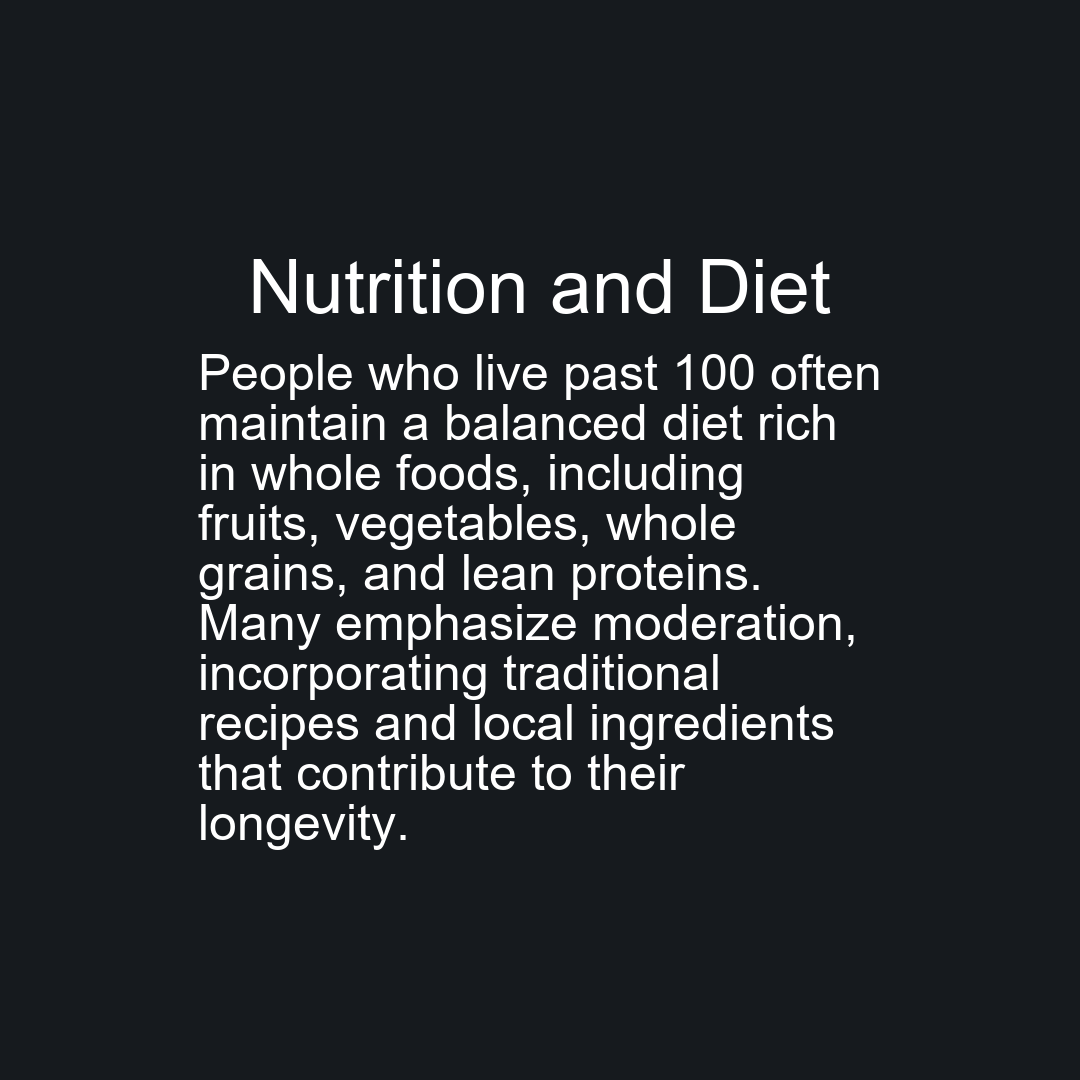 Nutrition and Diet
People who live past 100 often
maintain a balanced diet rich
in whole foods, including
fruits, vegetables, whole
grains, and lean proteins.
Many emphasize moderation,
incorporating traditional
recipes and local ingredients
that contribute to their
longevity.